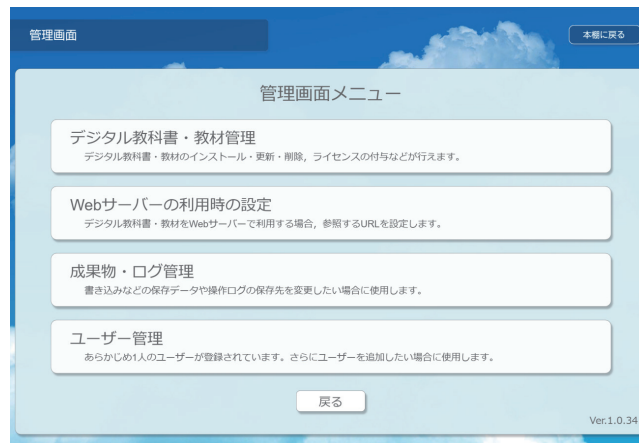 管理画面
本棚に戻る
管理画面メニュー
デジタル教科書・教材管理
デジタル教科書・教材のインストール・更新・削除，ライセンスの付与などが行えます。
Webサーバーの利用時の設定
デジタル教科書・教材をWebサーバーで利用する場合，参照するURLを設定します。
成果物・ログ管理
書き込みなどの保存データや操作ログの保存先を変更したい場合に使用します。
ユーザー管理
あらかじめ1人のユーザーが登録されています。さらにユーザーを追加したい場合に使用します。
戻る
Ver.1.0.34